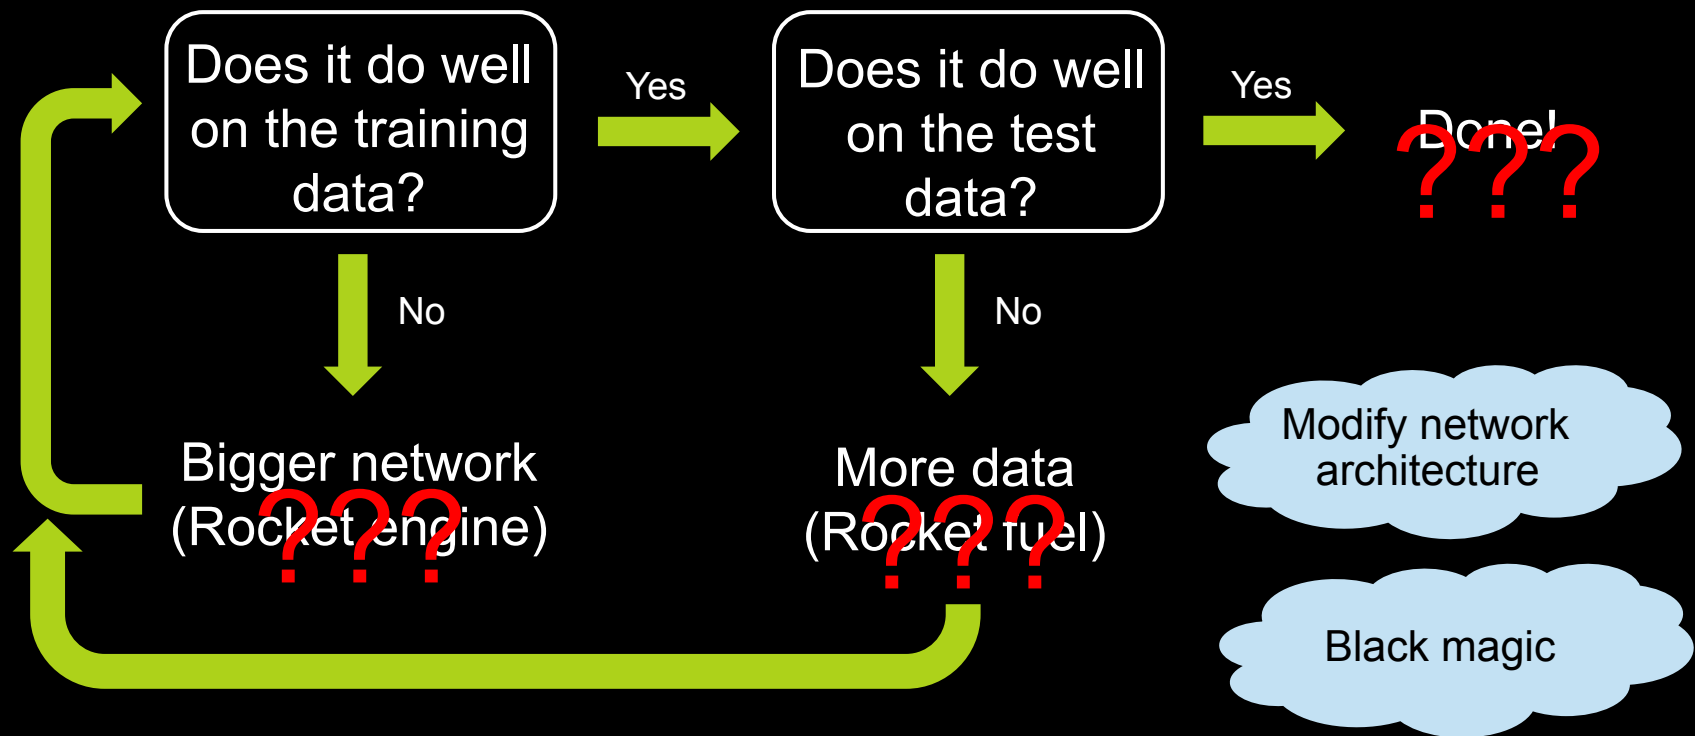 Does it do well
on the training
data?
Yes
Does it do well
on the test
data?
Yes
Done!
???
No
No
Bigger network
(Rocket engine)
???
More data
(Rocket fuel)
???
Modify network
architecture
Black magic